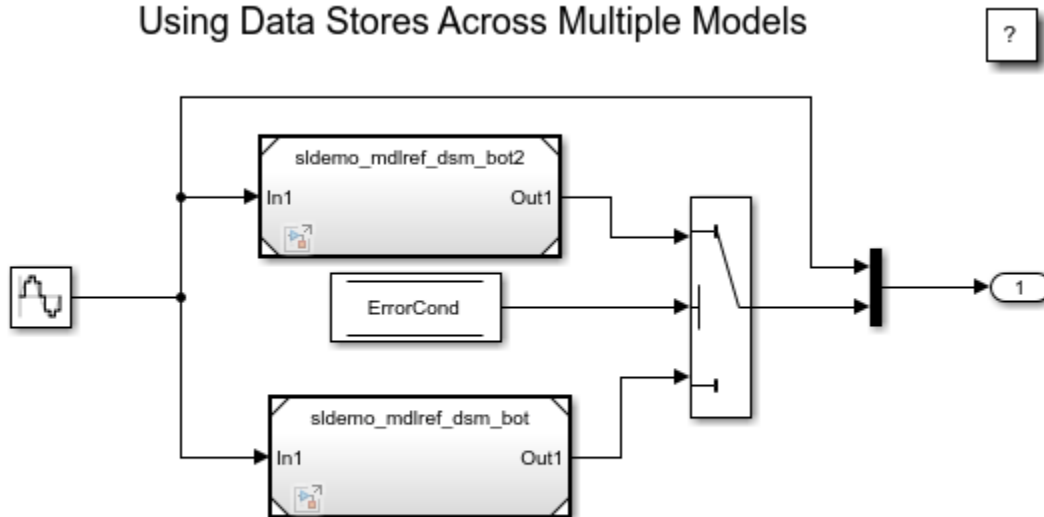 Using Data Stores Across Multiple Models
?
sldemo_mdlref_dsm_bot2
In1
Out1
ErrorCond
1
sldemo_mdlref_dsm_bot
In1
Out1